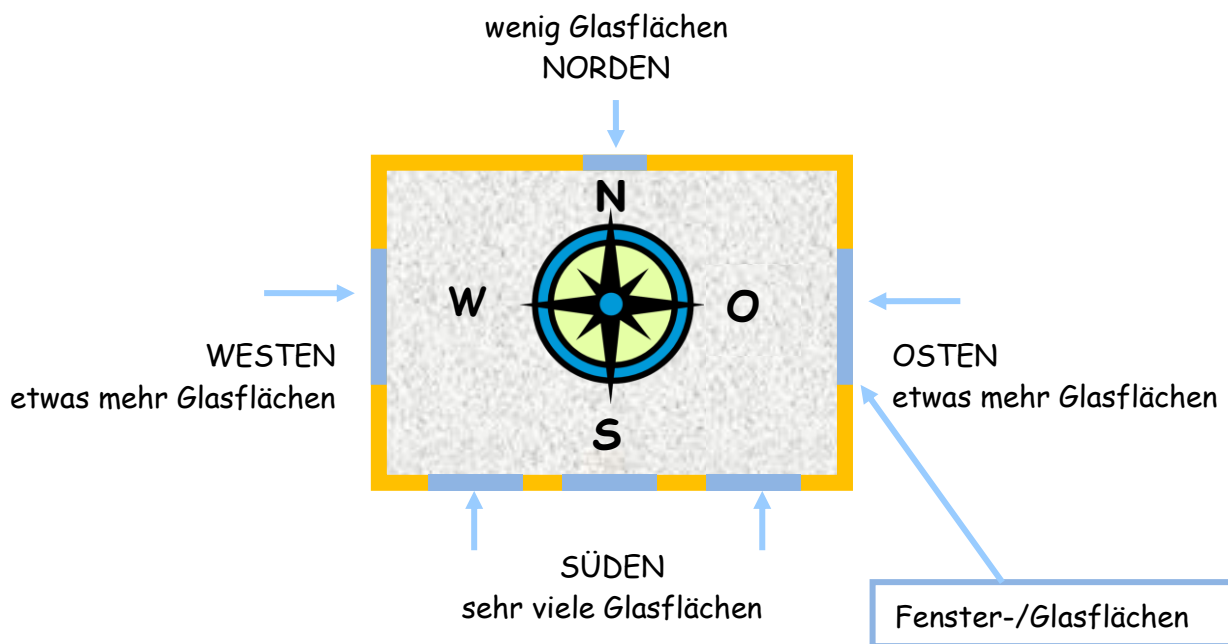 wenig Glasflächen
NORDEN
N
W
O
S
WESTEN
etwas mehr Glasflächen
OSTEN
etwas mehr Glasflächen
SÜDEN
sehr viele Glasflächen
Fenster-/Glasflächen